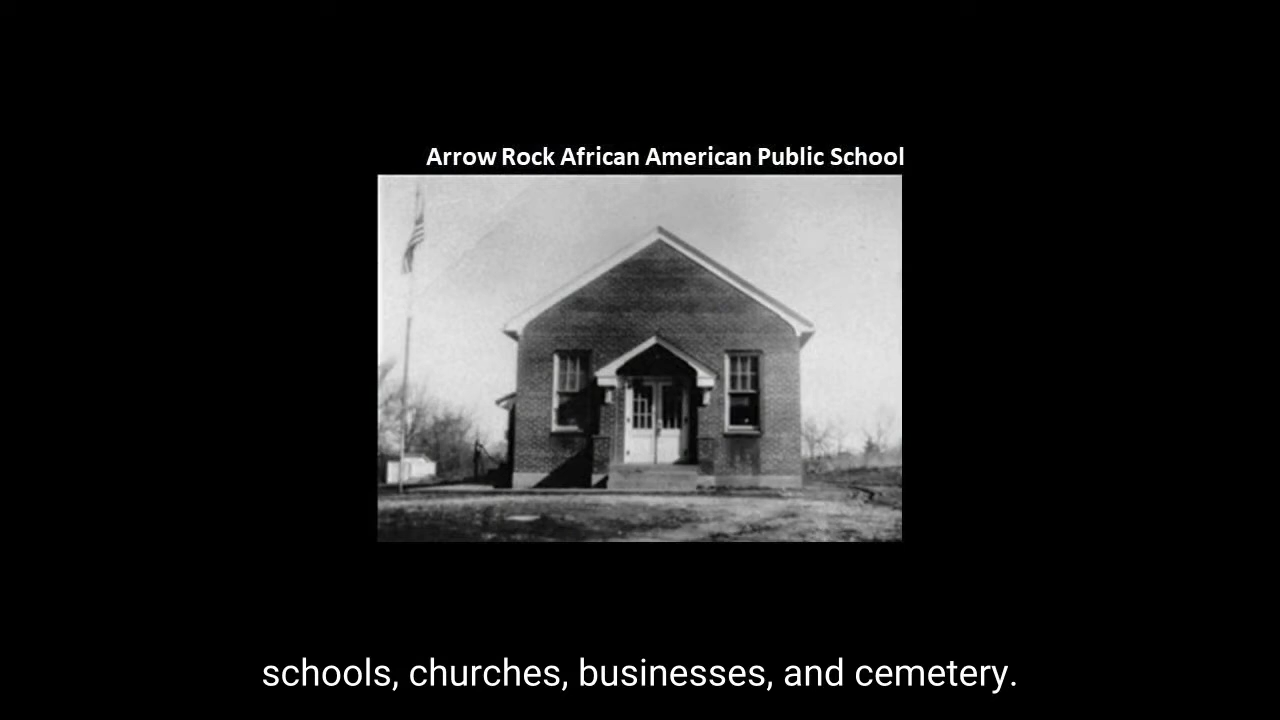 Arrow Rock African American Public School
schools, churches, businesses, and cemetery.